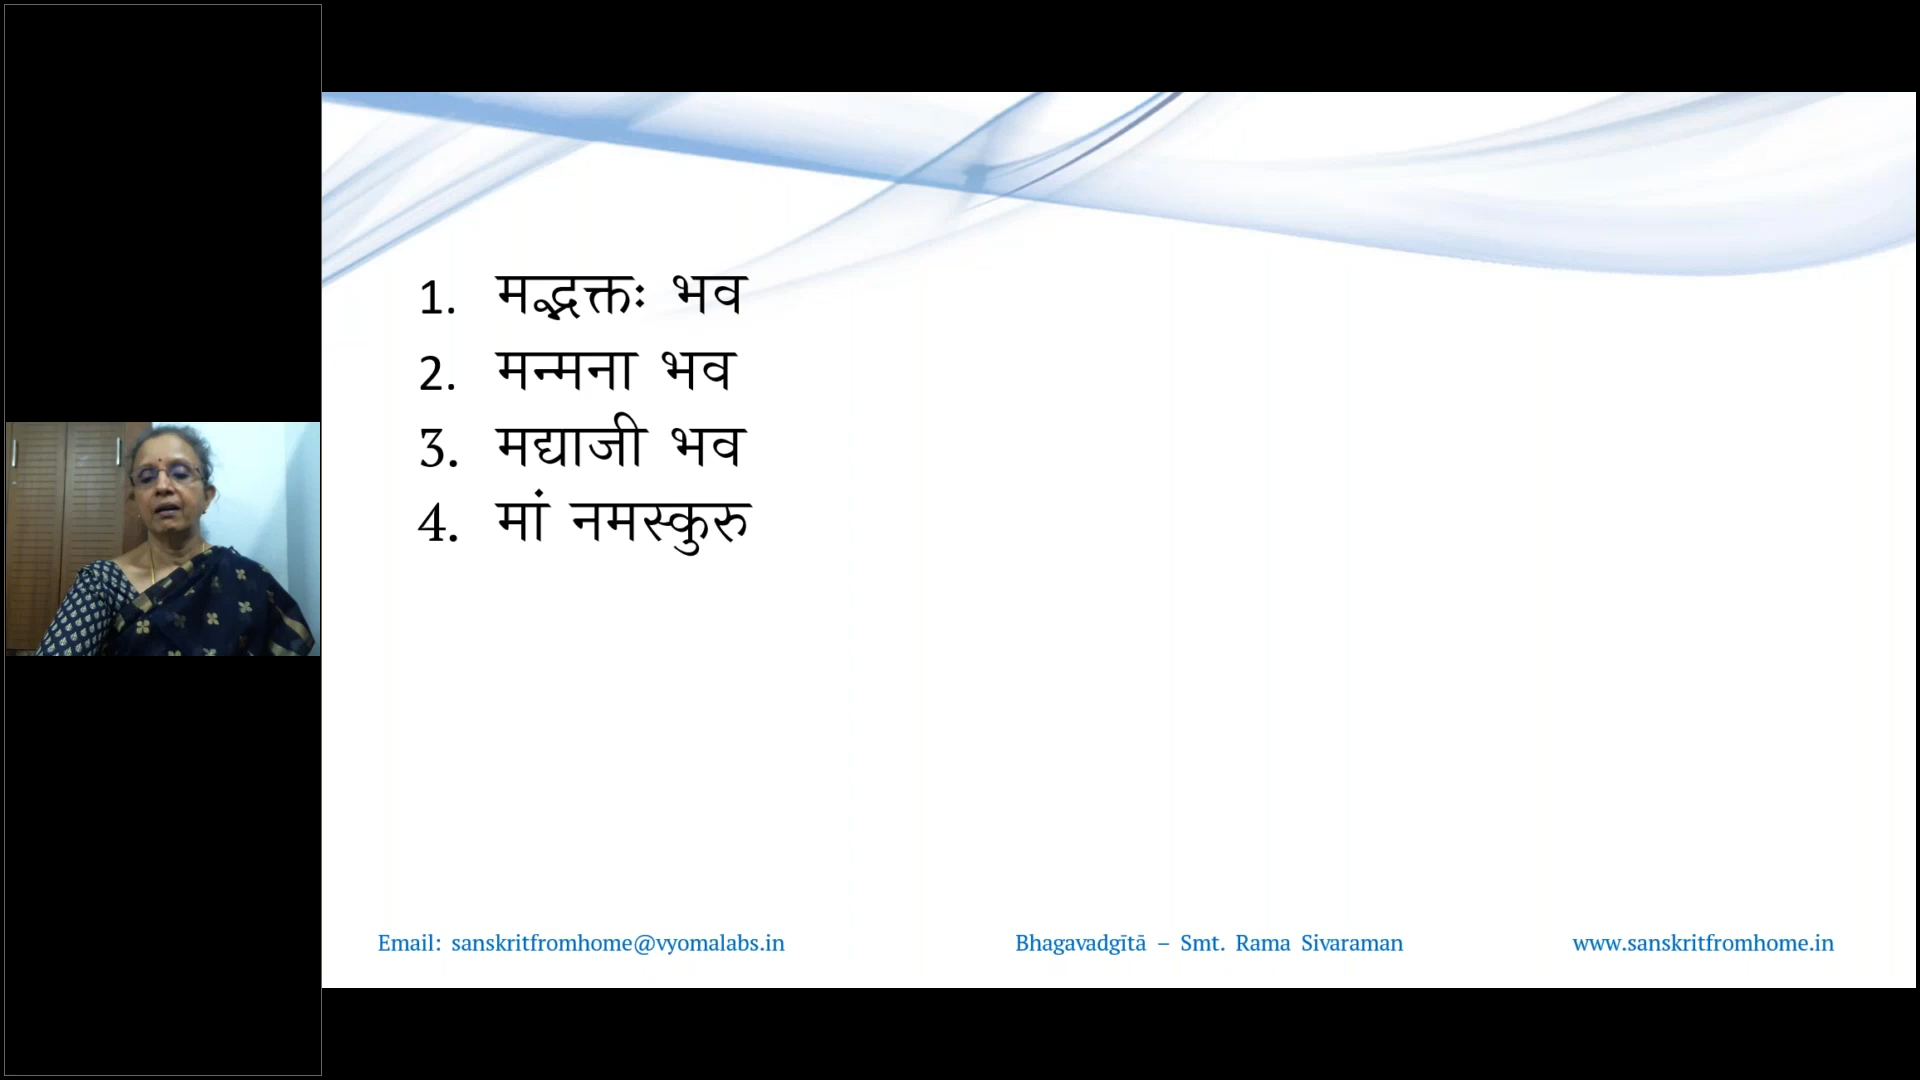 1. मद्भक्तः भव
2. मन्मना भव
3. मद्याजी भव
4. मां नमस्कुरु
Email: sanskritfromhome@vyomalabs.in Bhagavadgītā – Smt. Rama Sivaraman www.sanskritfromhome.in